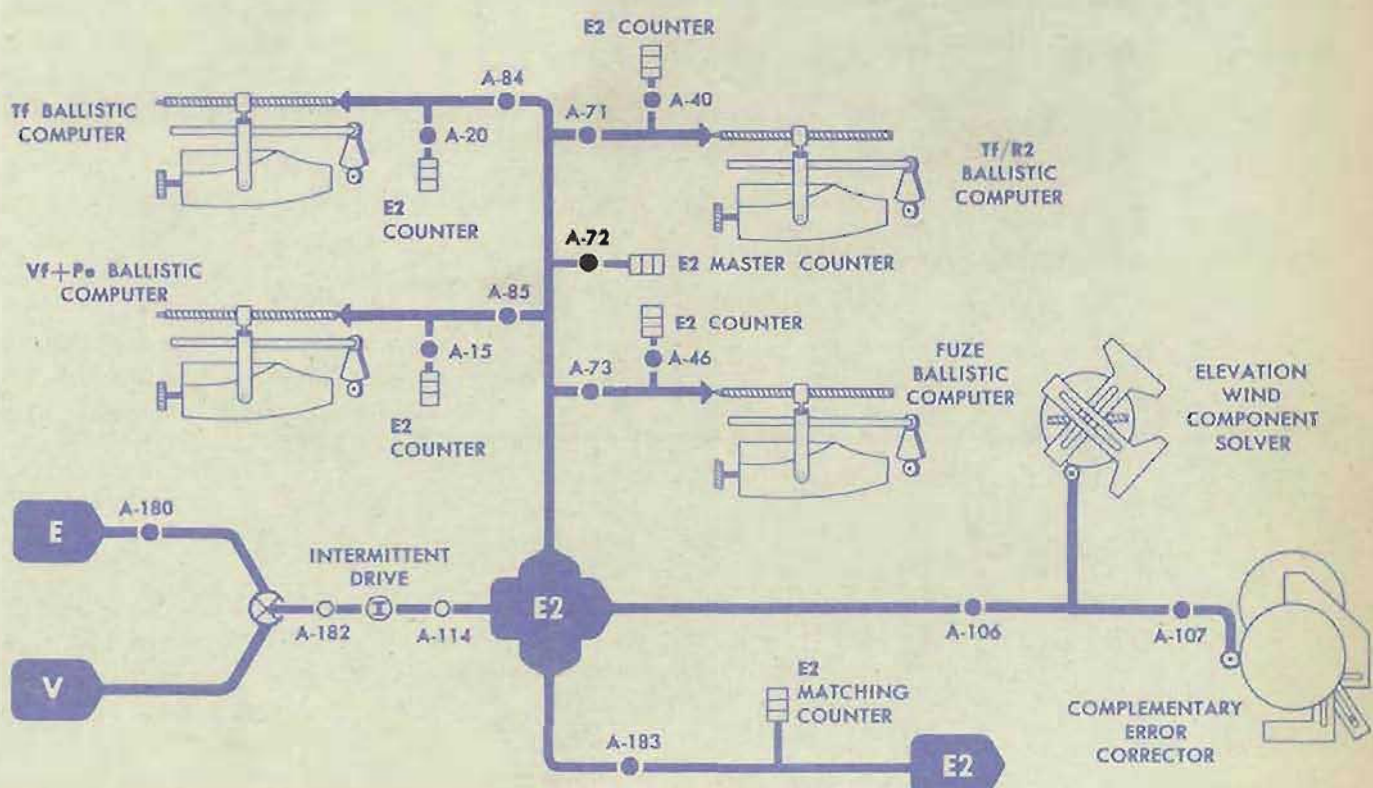 E2 COUNTER
A-84
A-71
A-40
Tf BALLISTIC
COMPUTER
A-20
E2
COUNTER
Tf/R2
BALLISTIC
COMPUTER
A-72
E2 MASTER COUNTER
Vf+Pe BALLISTIC
COMPUTER
A-85
A-15
E2
COUNTER
E2 COUNTER
A-73
A-46
FUZE
BALLISTIC
COMPUTER
ELEVATION
WIND
COMPONENT
SOLVER
E
A-180
INTERMITTENT
DRIVE
I
A-182
A-114
V
E2
A-106
A-107
E2
MATCHING
COUNTER
A-183
E2
COMPLEMENTARY
ERROR
CORRECTOR